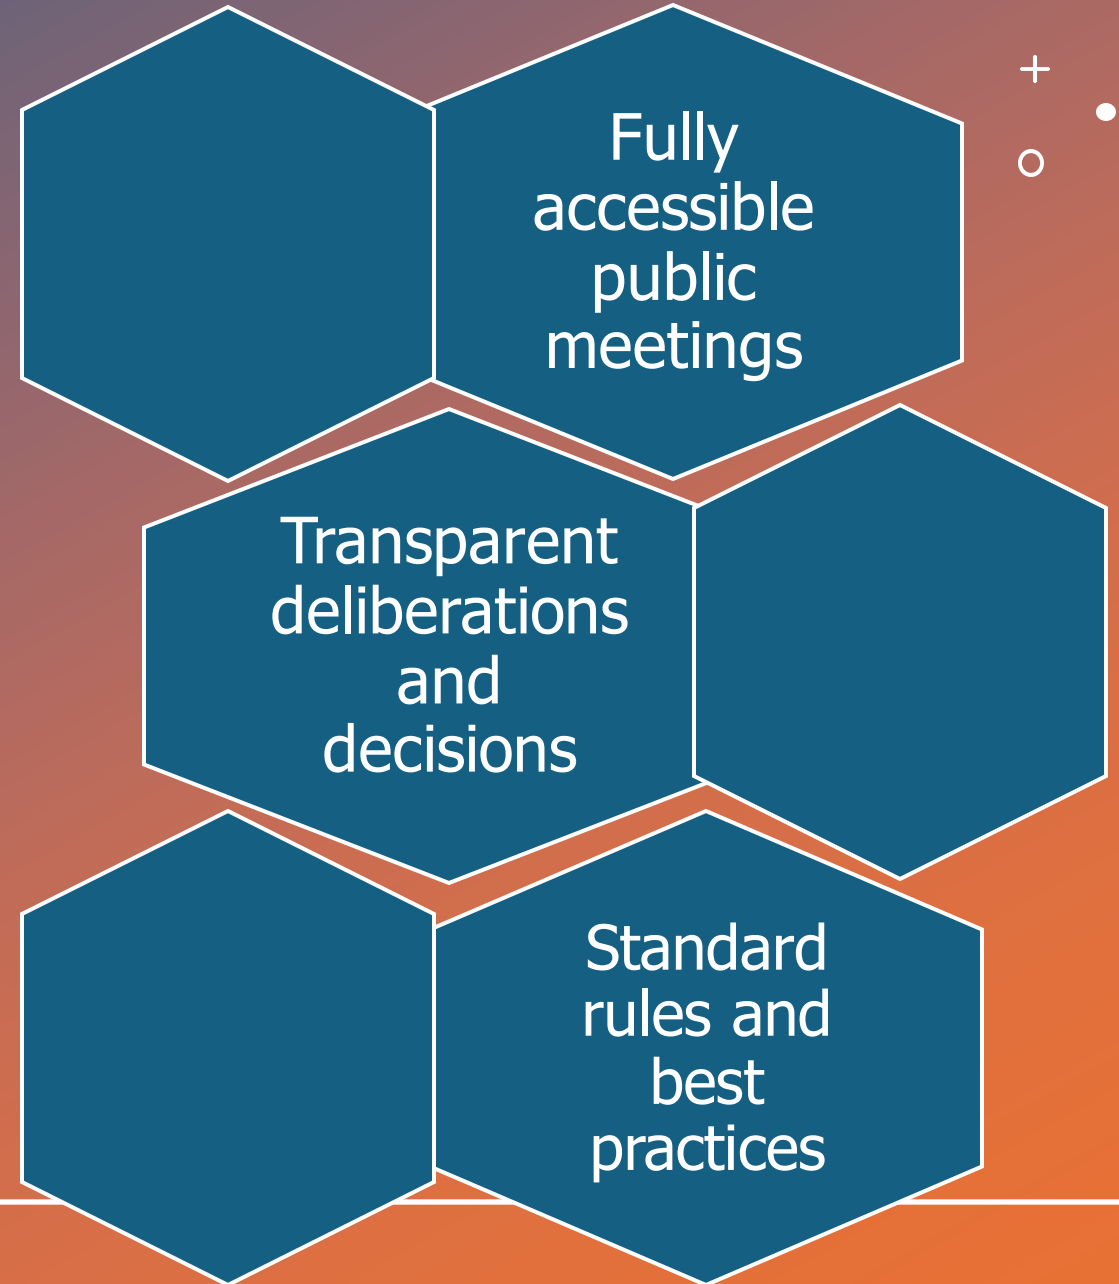 Fully
accessible
public
meetings
Transparent
deliberations
and
decisions
Standard
rules and
best
practices